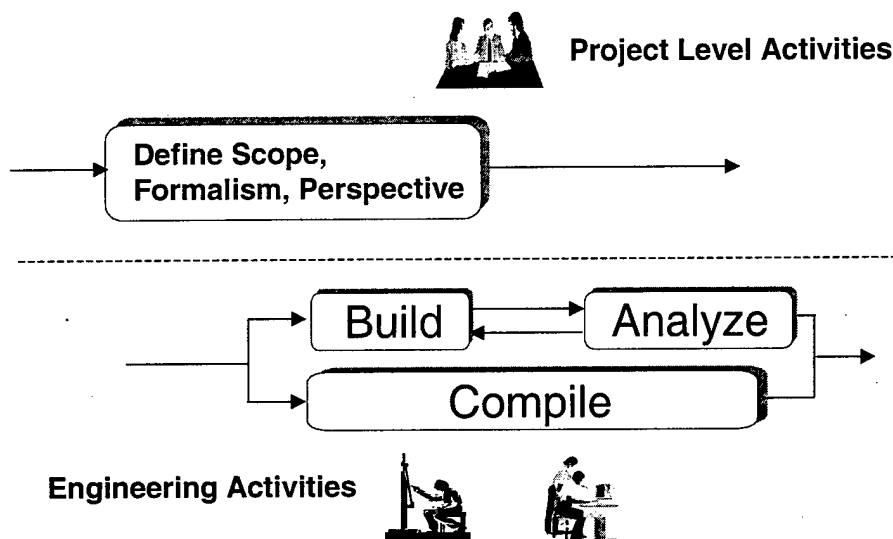 Project Level Activities
Define Scope,
Formalism, Perspective
Build
Analyze
Compile
Engineering Activities